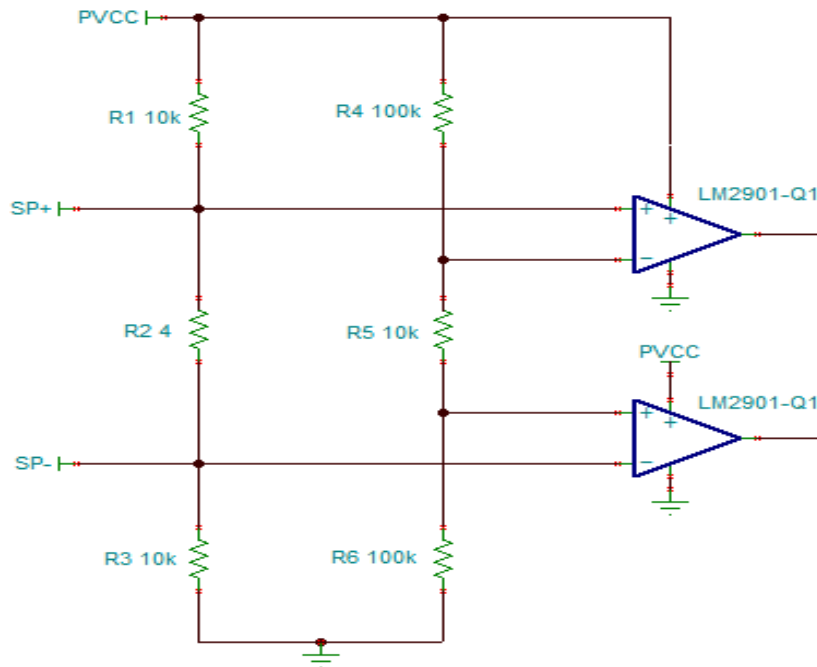 PVCC
R1 10k
R4 100k
LM2901-Q1
SP+
+
+
−
R2 4
R5 10k
PVCC
LM2901-Q1
+
+
−
SP-
R3 10k
R6 100k